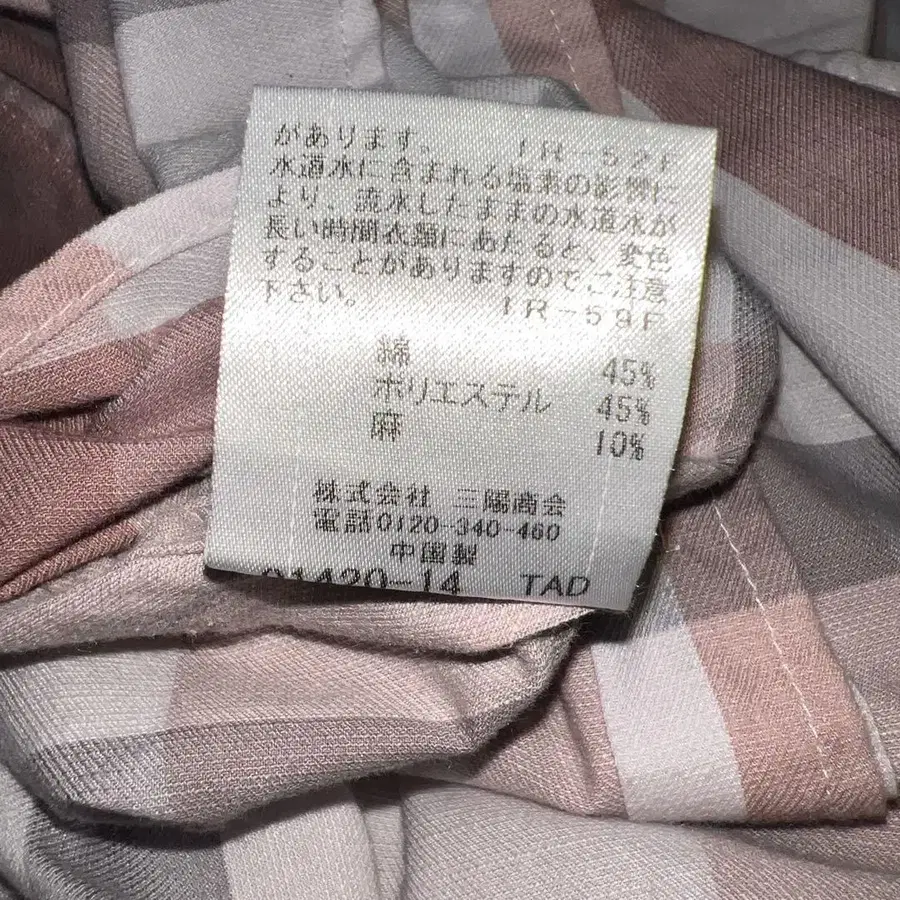 があります。 IR-52F
水道水に含まれる塩素の影響に
より、流水したままの水道水が
長い時間衣類にあたると、変色
することがありますのでご注意
下さい。 IR-59F
綿 45%
ポリエステル 45%
麻 10%
株式会社 三陽商会
電話0120-340-460
中国製
01420-14 TAD